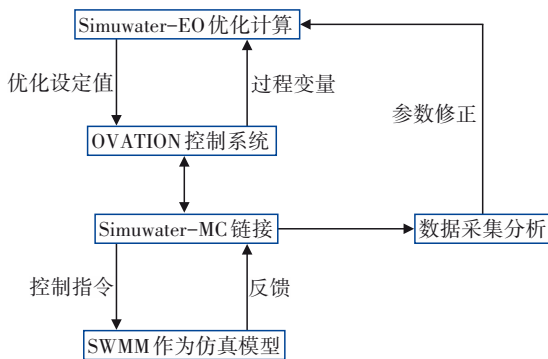 Simuwater-EO优化计算
优化设定值
过程变量
OVATION控制系统
参数修正
Simuwater-MC链接
数据采集分析
控制指令
反馈
SWMM作为仿真模型